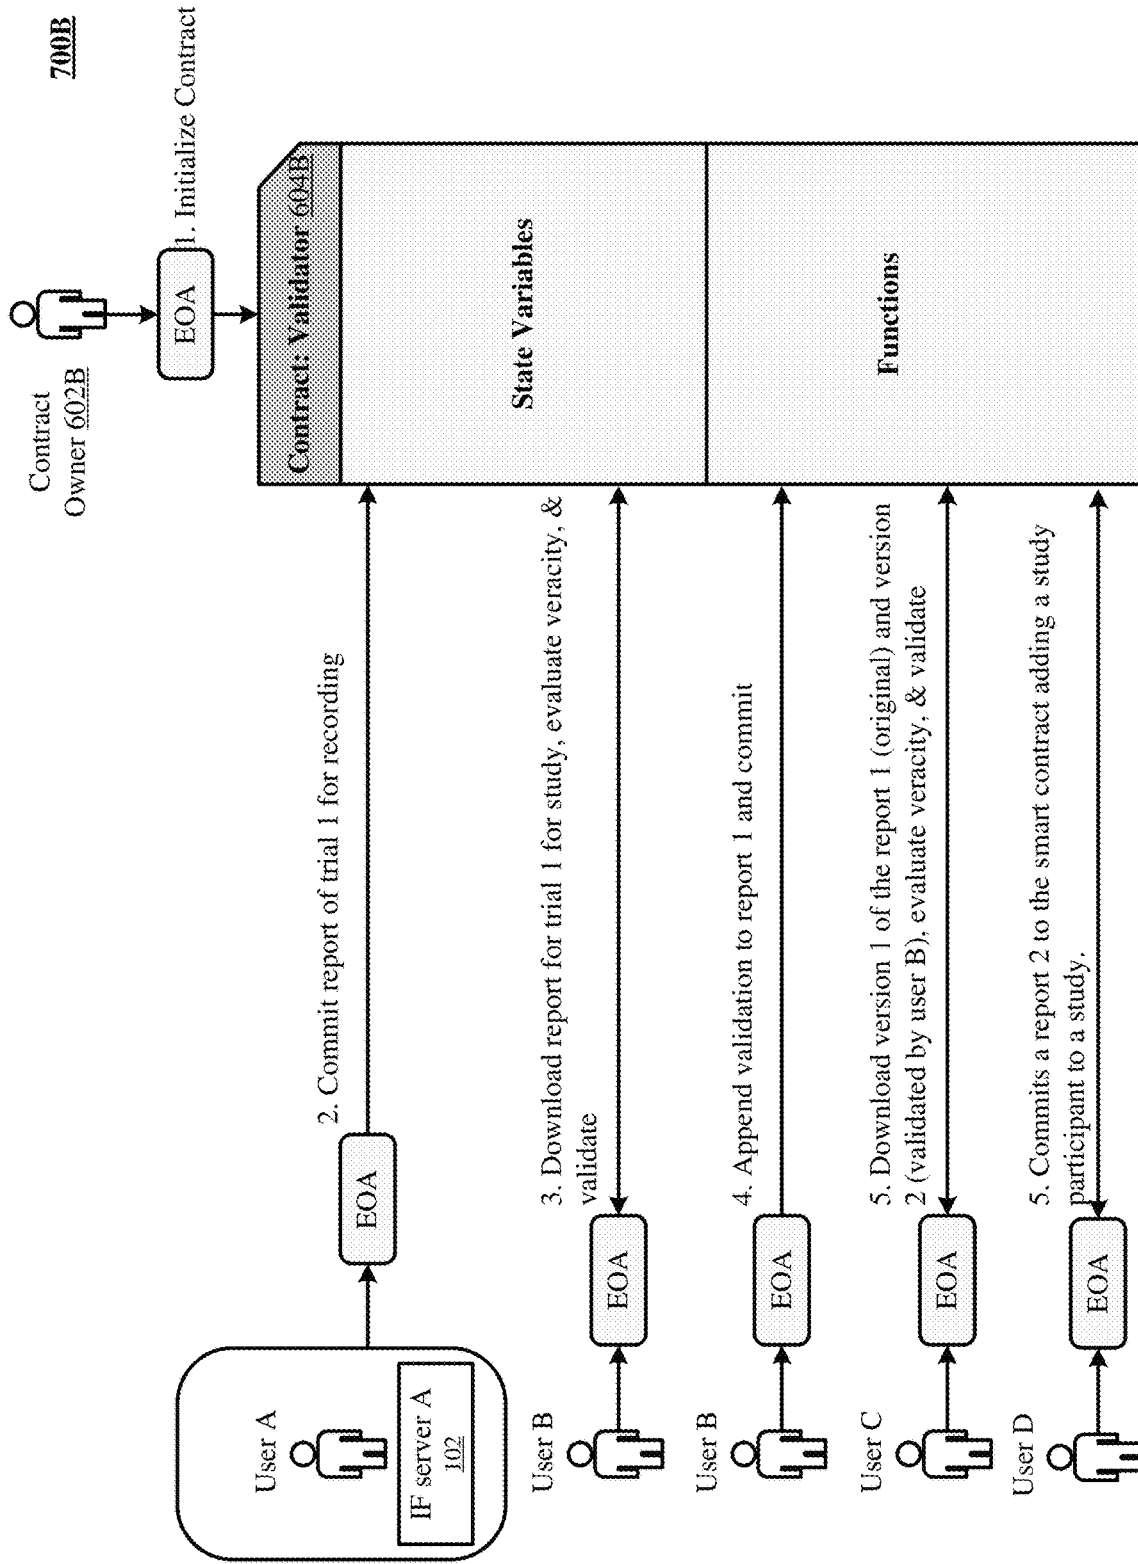 700B
Contract
Owner 602B
EOA
1. Initialize Contract
Contract: Validator 604B
State Variables
Functions
User A
IF server A
102
EOA
2. Commit report of trial 1 for recording
User B
EOA
3. Download report for trial 1 for study, evaluate veracity, &
validate
User B
EOA
4. Append validation to report 1 and commit
User C
EOA
5. Download version 1 of the report 1 (original) and version
2 (validated by user B), evaluate veracity, & validate
User D
EOA
5. Commits a report 2 to the smart contract adding a study
participant to a study.